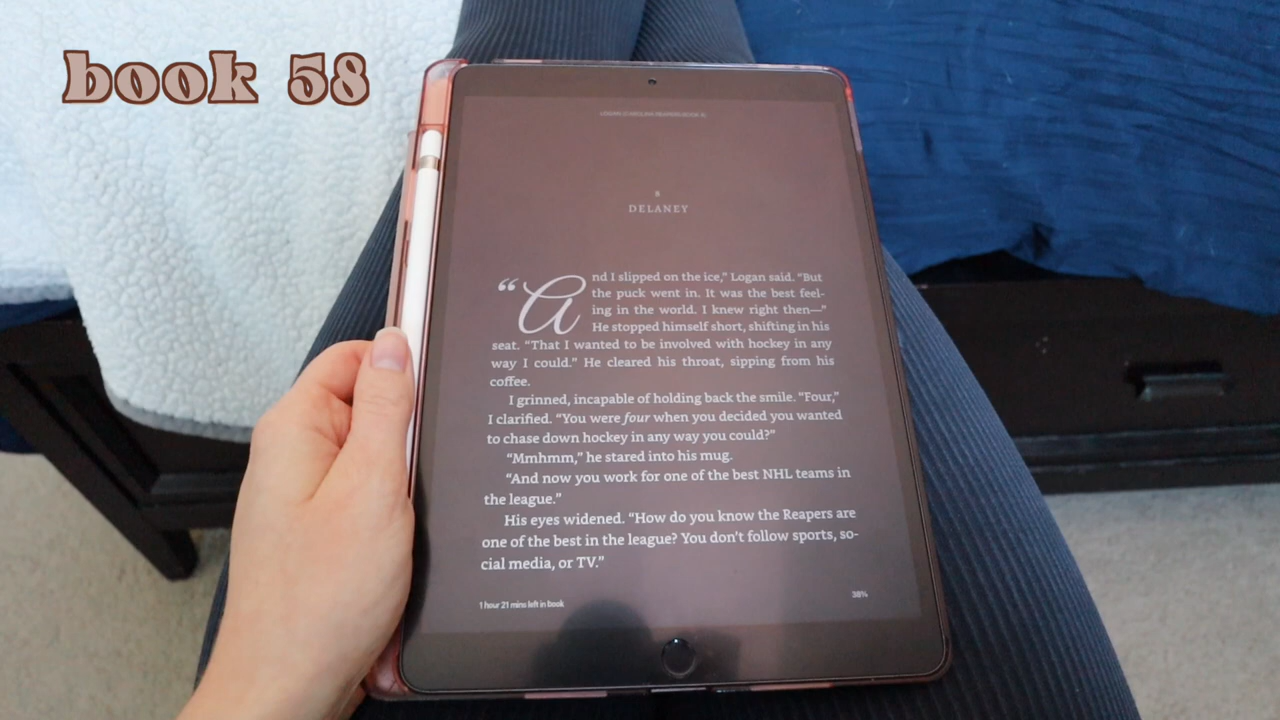 book 58
LOGAN (CAROLINA REAPERS BOOK
5
DELANEY
“And I slipped on the ice,” Logan said. “But
the puck went in. It was the best feel-
ing in the world. I knew right then—”
He stopped himself short, shifting in his
seat. “That I wanted to be involved with hockey in any
way I could.” He cleared his throat, sipping from his
coffee.
I grinned, incapable of holding back the smile. “Four,”
I clarified. “You were four when you decided you wanted
to chase down hockey in any way you could?”
“Mmhmm,” he stared into his mug.
“And now you work for one of the best NHL teams in
the league.”
His eyes widened. “How do you know the Reapers are
one of the best in the league? You don’t follow sports, so-
cial media, or TV.”
1 hour 21 mins left in book
38%